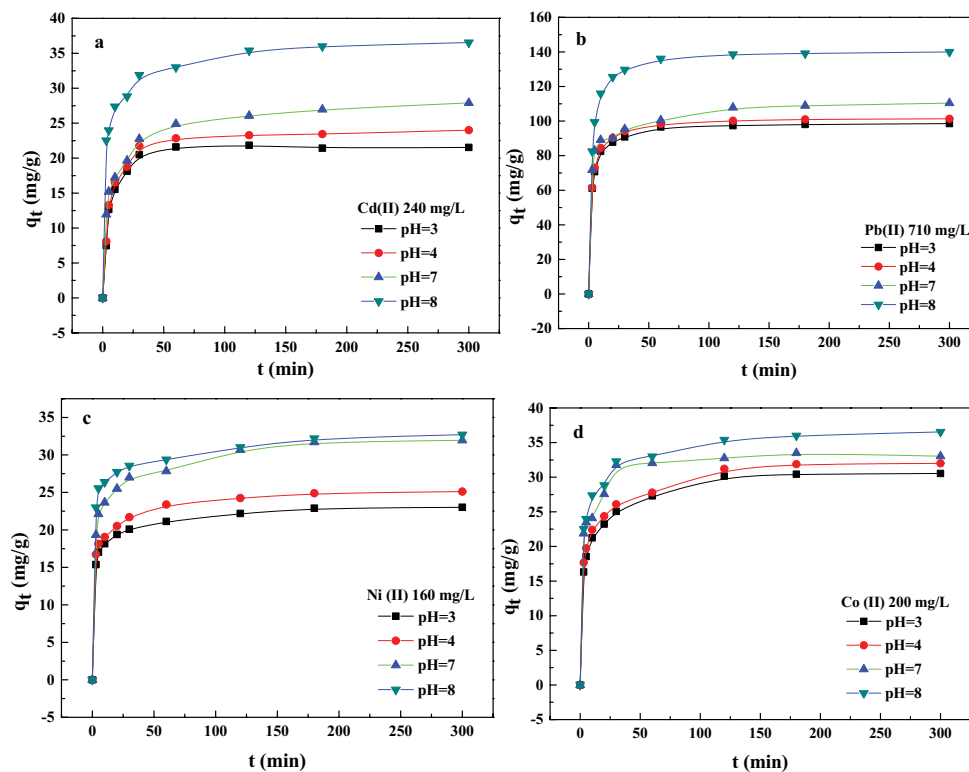 a
40
35
30
25
20
15
10
5
0
-5
q_t (mg/g)
Cd(II) 240 mg/L
pH=3
pH=4
pH=7
pH=8
0 50 100 150 200 250 300
t (min)
b
160
140
120
100
80
60
40
20
0
-20
q_t (mg/g)
Pb(II) 710 mg/L
pH=3
pH=4
pH=7
pH=8
0 50 100 150 200 250 300
t (min)
c
35
30
25
20
15
10
5
0
-5
q_t (mg/g)
Ni (II) 160 mg/L
pH=3
pH=4
pH=7
pH=8
0 50 100 150 200 250 300
t (min)
d
40
35
30
25
20
15
10
5
0
-5
q_t (mg/g)
Co (II) 200 mg/L
pH=3
pH=4
pH=7
pH=8
0 50 100 150 200 250 300
t (min)